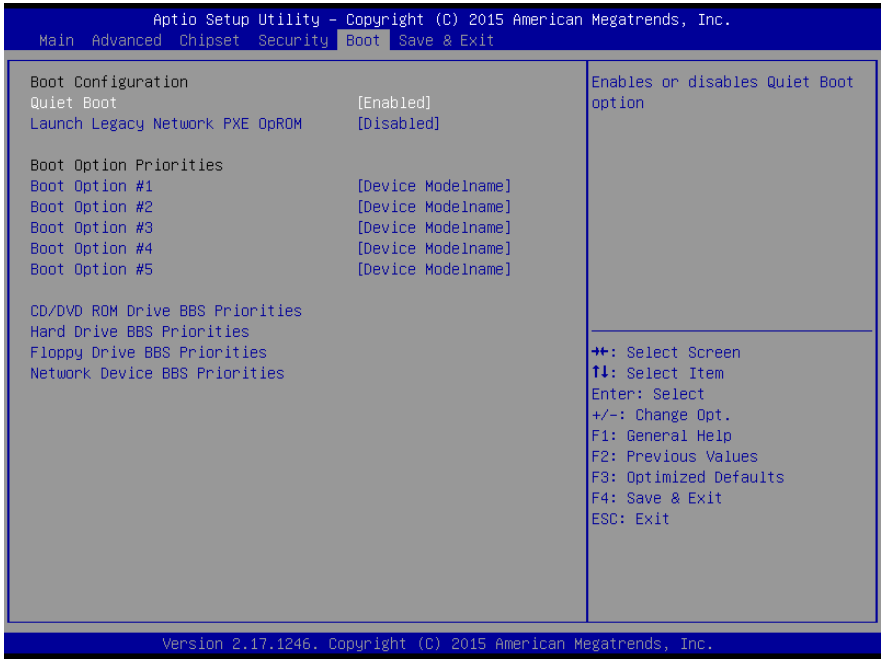 Aptio Setup Utility – Copyright (C) 2015 American Megatrends, Inc.
Main Advanced Chipset Security Boot Save & Exit
Boot Configuration
Quiet Boot [Enabled]
Launch Legacy Network PXE OpROM [Disabled]
Boot Option Priorities
Boot Option #1 [Device Modelname]
Boot Option #2 [Device Modelname]
Boot Option #3 [Device Modelname]
Boot Option #4 [Device Modelname]
Boot Option #5 [Device Modelname]
CD/DVD ROM Drive BBS Priorities
Hard Drive BBS Priorities
Floppy Drive BBS Priorities
Network Device BBS Priorities
Enables or disables Quiet Boot
option
→←: Select Screen
↑↓: Select Item
Enter: Select
+/-: Change Opt.
F1: General Help
F2: Previous Values
F3: Optimized Defaults
F4: Save & Exit
ESC: Exit
Version 2.17.1246. Copyright (C) 2015 American Megatrends, Inc.